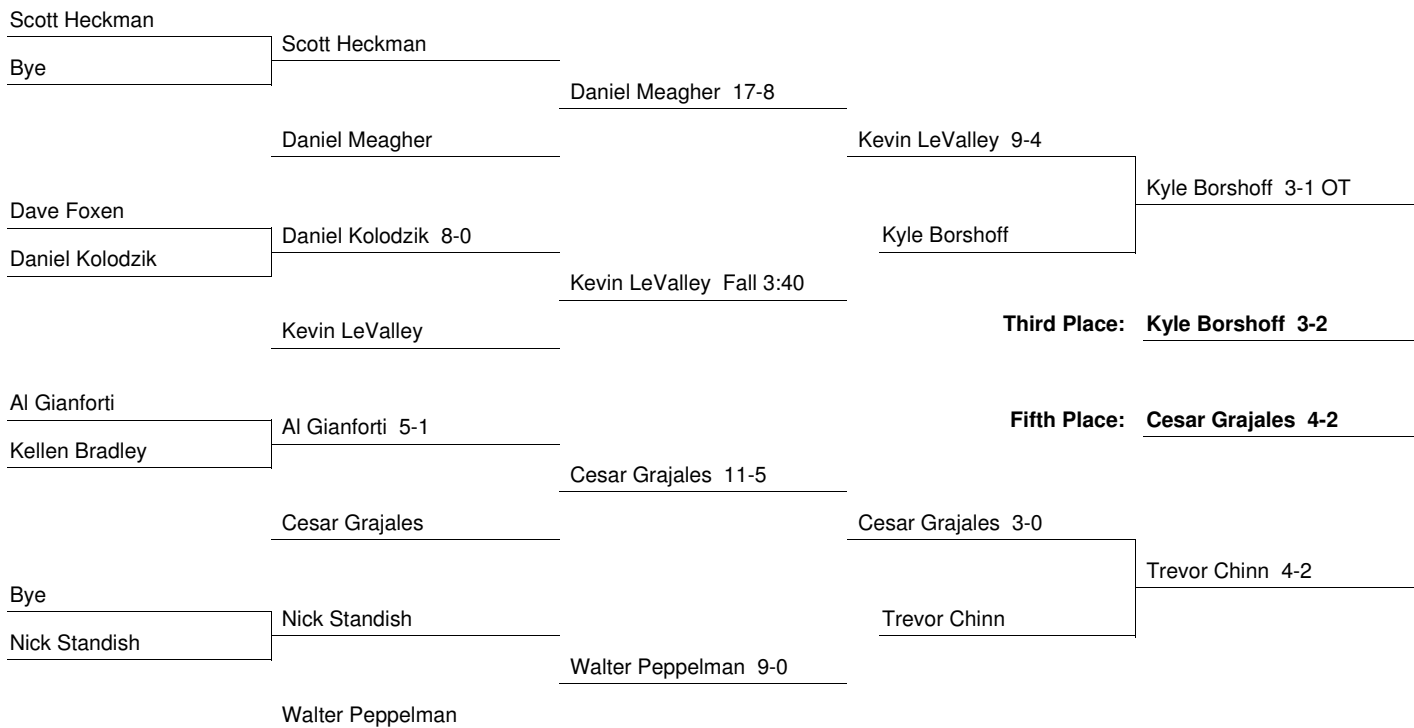 Scott Heckman
Bye
Scott Heckman
Daniel Meagher 17-8
Daniel Meagher
Kevin LeValley 9-4
Kyle Borshoff 3-1 OT
Dave Foxen
Daniel Kolodzik
Daniel Kolodzik 8-0
Kyle Borshoff
Kevin LeValley Fall 3:40
Kevin LeValley
Third Place: Kyle Borshoff 3-2
Al Gianforti
Kellen Bradley
Al Gianforti 5-1
Fifth Place: Cesar Grajales 4-2
Cesar Grajales 11-5
Cesar Grajales
Cesar Grajales 3-0
Trevor Chinn 4-2
Bye
Nick Standish
Nick Standish
Trevor Chinn
Walter Peppelman 9-0
Walter Peppelman